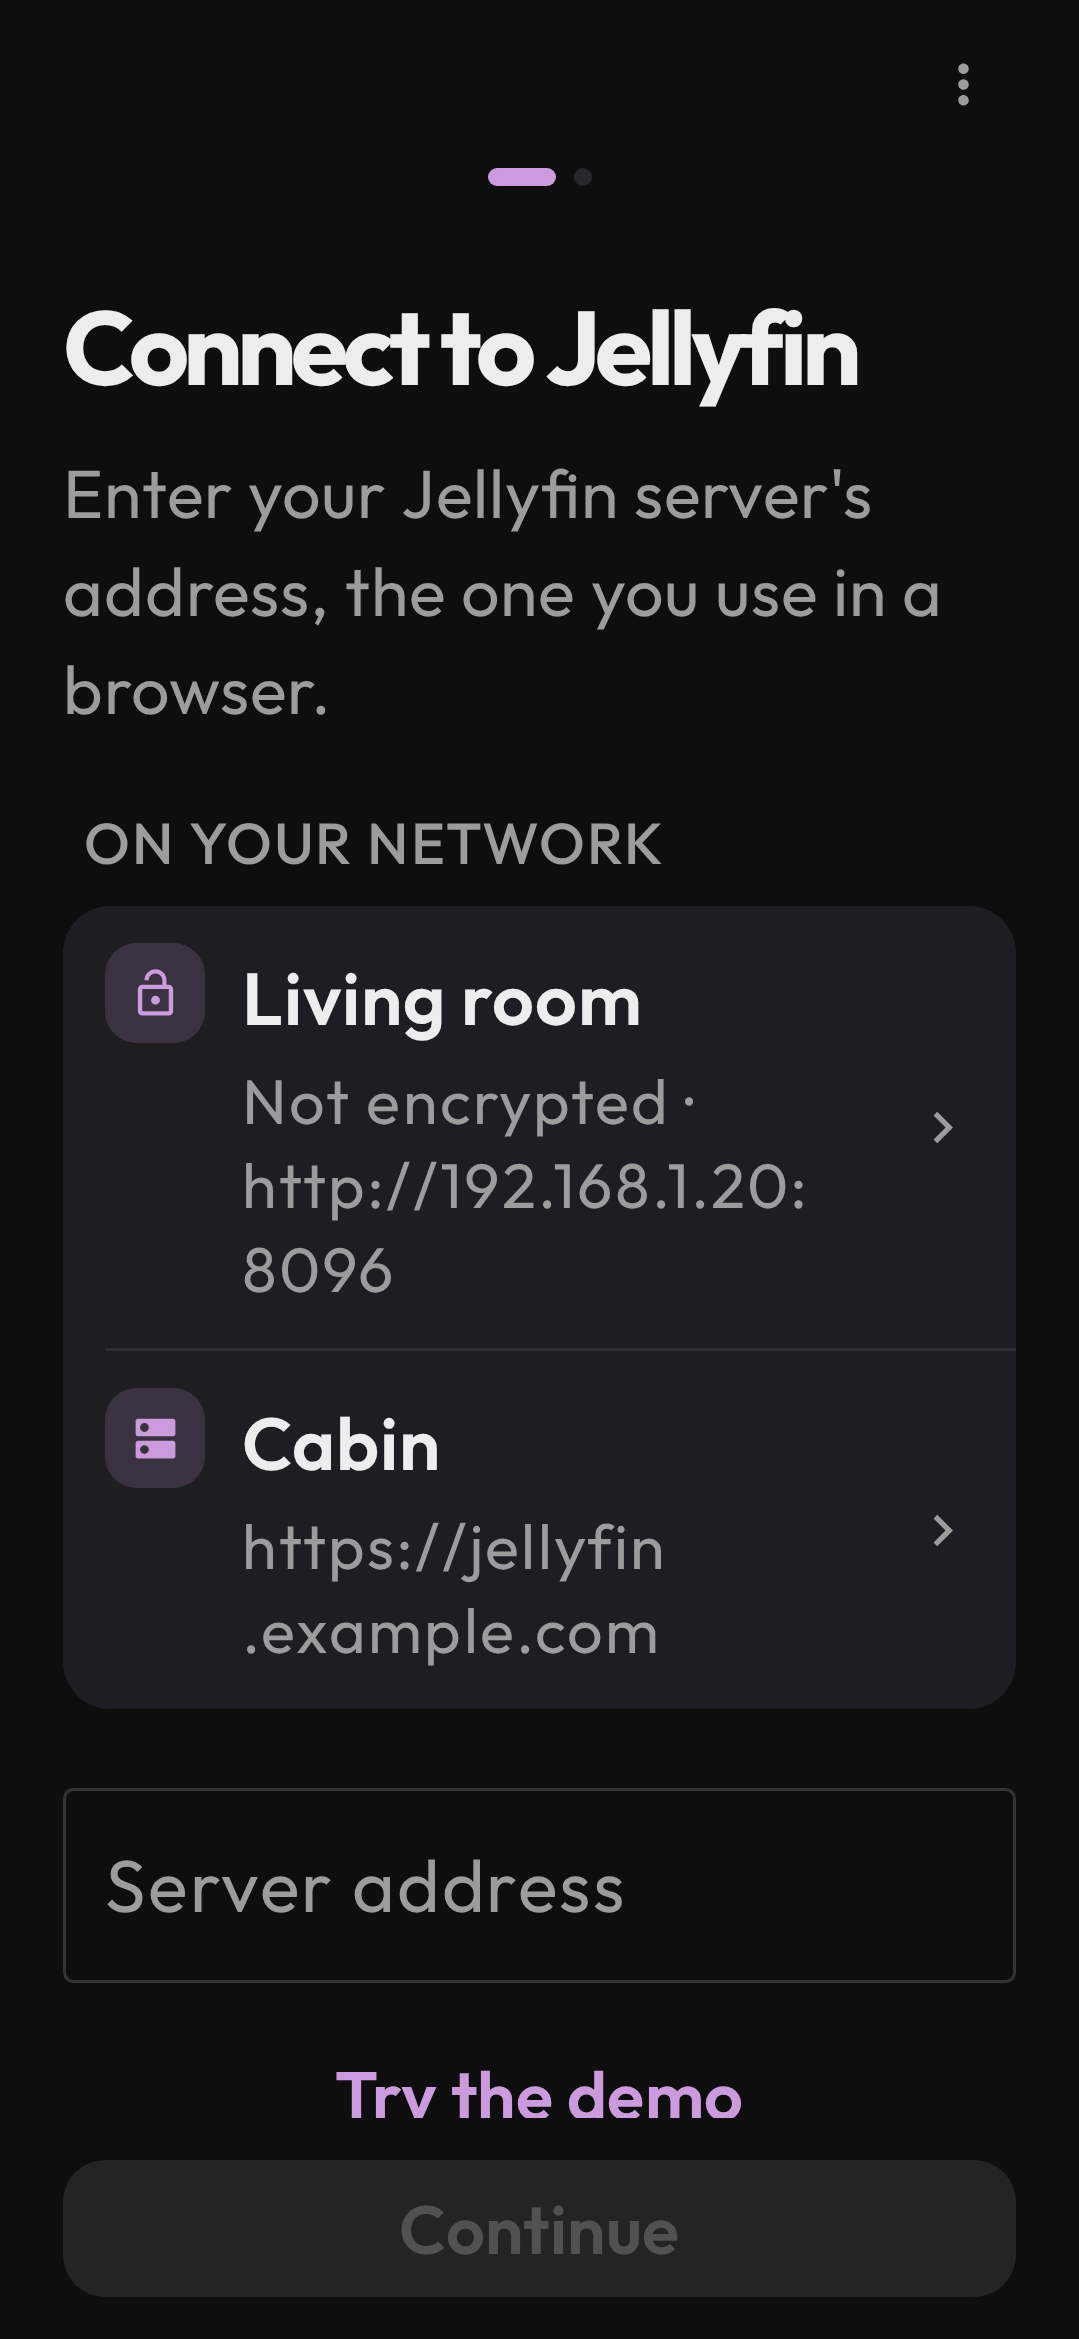 Connect to Jellyfin
Enter your Jellyfin server's
address, the one you use in a
browser.
ON YOUR NETWORK
Living room
Not encrypted ·
http://192.168.1.20:
8096
Cabin
https://jellyfin
.example.com
Server address
Try the demo
Continue